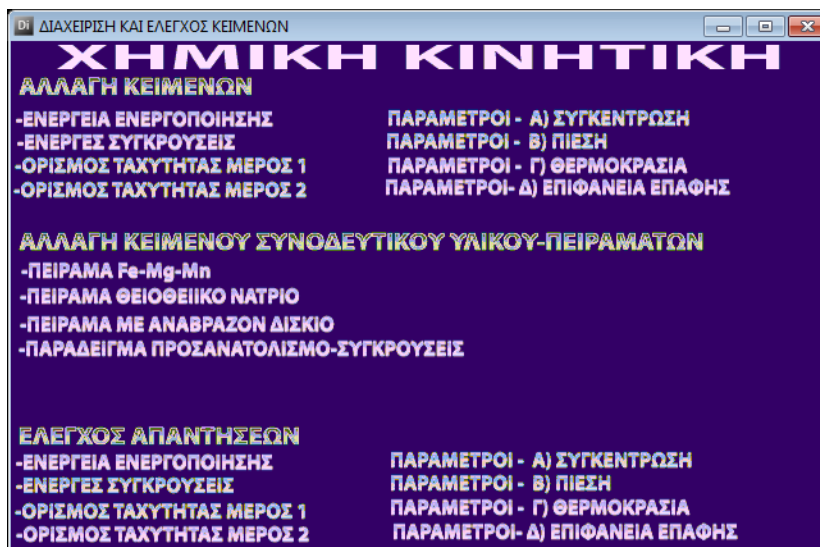 Di ΔΙΑΧΕΙΡΙΣΗ ΚΑΙ ΕΛΕΓΧΟΣ ΚΕΙΜΕΝΩΝ
ΧΗΜΙΚΗ ΚΙΝΗΤΙΚΗ
ΑΛΛΑΓΗ ΚΕΙΜΕΝΩΝ
-ΕΝΕΡΓΕΙΑ ΕΝΕΡΓΟΠΟΙΗΣΗΣ
-ΕΝΕΡΓΕΣ ΣΥΓΚΡΟΥΣΕΙΣ
-ΟΡΙΣΜΟΣ ΤΑΧΥΤΗΤΑΣ ΜΕΡΟΣ 1
-ΟΡΙΣΜΟΣ ΤΑΧΥΤΗΤΑΣ ΜΕΡΟΣ 2
ΠΑΡΑΜΕΤΡΟΙ - Α) ΣΥΓΚΕΝΤΡΩΣΗ
ΠΑΡΑΜΕΤΡΟΙ - Β) ΠΙΕΣΗ
ΠΑΡΑΜΕΤΡΟΙ - Γ) ΘΕΡΜΟΚΡΑΣΙΑ
ΠΑΡΑΜΕΤΡΟΙ- Δ) ΕΠΙΦΑΝΕΙΑ ΕΠΑΦΗΣ
ΑΛΛΑΓΗ ΚΕΙΜΕΝΟΥ ΣΥΝΟΔΕΥΤΙΚΟΥ ΥΛΙΚΟΥ-ΠΕΙΡΑΜΑΤΩΝ
-ΠΕΙΡΑΜΑ Fe-Mg-Mn
-ΠΕΙΡΑΜΑ ΘΕΙΟΘΕΙΙΚΟ ΝΑΤΡΙΟ
-ΠΕΙΡΑΜΑ ΜΕ ΑΝΑΒΡΑΖΟΝ ΔΙΣΚΙΟ
-ΠΑΡΑΔΕΙΓΜΑ ΠΡΟΣΑΝΑΤΟΛΙΣΜΟ-ΣΥΓΚΡΟΥΣΕΙΣ
ΕΛΕΓΧΟΣ ΑΠΑΝΤΗΣΕΩΝ
-ΕΝΕΡΓΕΙΑ ΕΝΕΡΓΟΠΟΙΗΣΗΣ
-ΕΝΕΡΓΕΣ ΣΥΓΚΡΟΥΣΕΙΣ
-ΟΡΙΣΜΟΣ ΤΑΧΥΤΗΤΑΣ ΜΕΡΟΣ 1
-ΟΡΙΣΜΟΣ ΤΑΧΥΤΗΤΑΣ ΜΕΡΟΣ 2
ΠΑΡΑΜΕΤΡΟΙ - Α) ΣΥΓΚΕΝΤΡΩΣΗ
ΠΑΡΑΜΕΤΡΟΙ - Β) ΠΙΕΣΗ
ΠΑΡΑΜΕΤΡΟΙ - Γ) ΘΕΡΜΟΚΡΑΣΙΑ
ΠΑΡΑΜΕΤΡΟΙ- Δ) ΕΠΙΦΑΝΕΙΑ ΕΠΑΦΗΣ